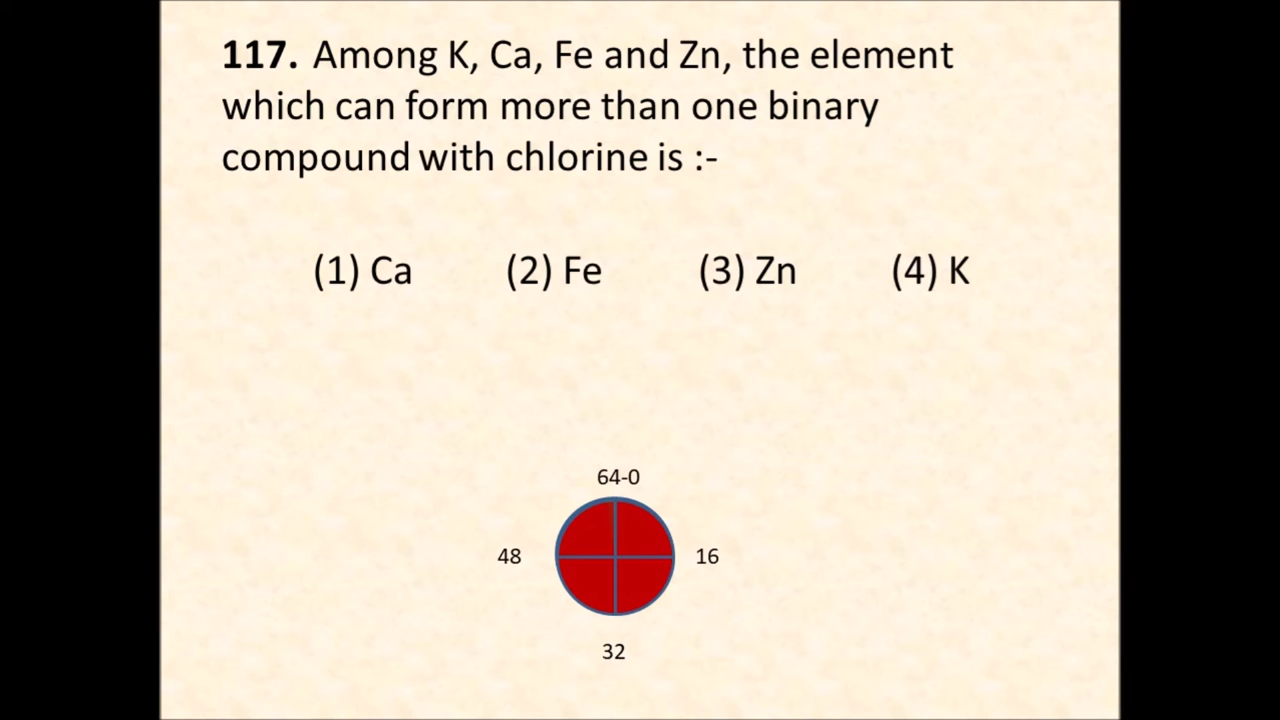 117. Among K, Ca, Fe and Zn, the element
which can form more than one binary
compound with chlorine is :-
(1) Ca (2) Fe (3) Zn (4) K
64-0
48 16
32